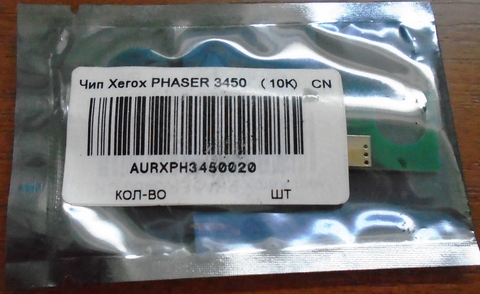 Чип Xerox PHASER 3450 (10K) CN
AURXPH3450020
КОЛ-ВО ШТ